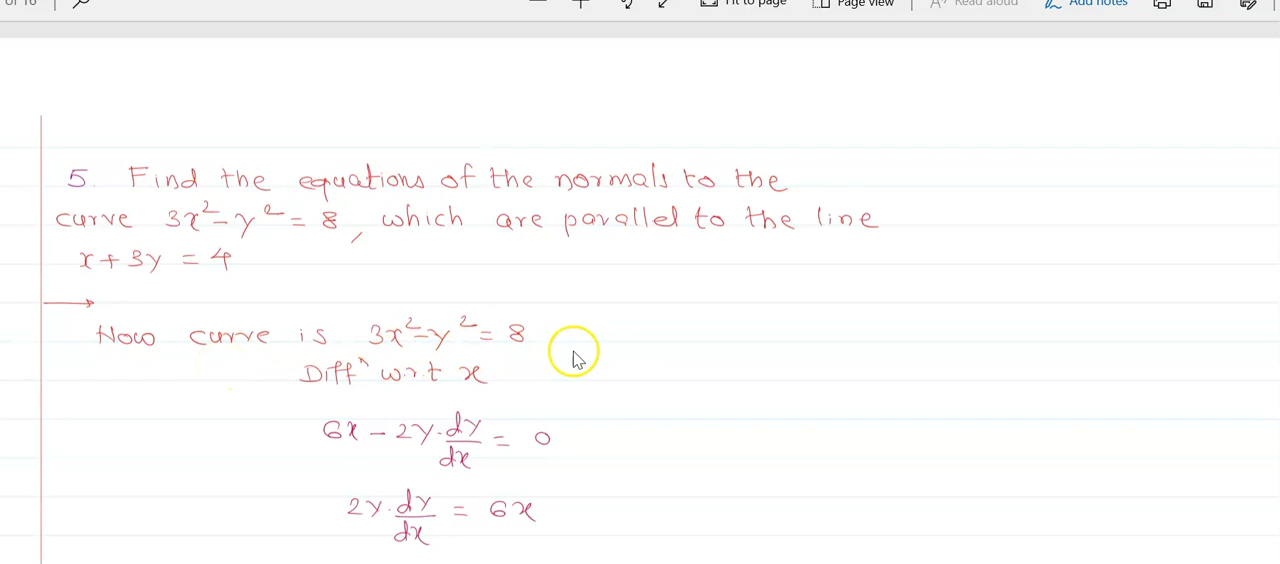 of 16 Fit to page Page view Read aloud Add notes
5. Find the equations of the normals to the
curve 3x²-y²=8, which are parallel to the line
x+3y = 4
Now curve is 3x²-y²=8
Diffⁿ w.r.t x
6x - 2y.dy/dx = 0
2y.dy/dx = 6x